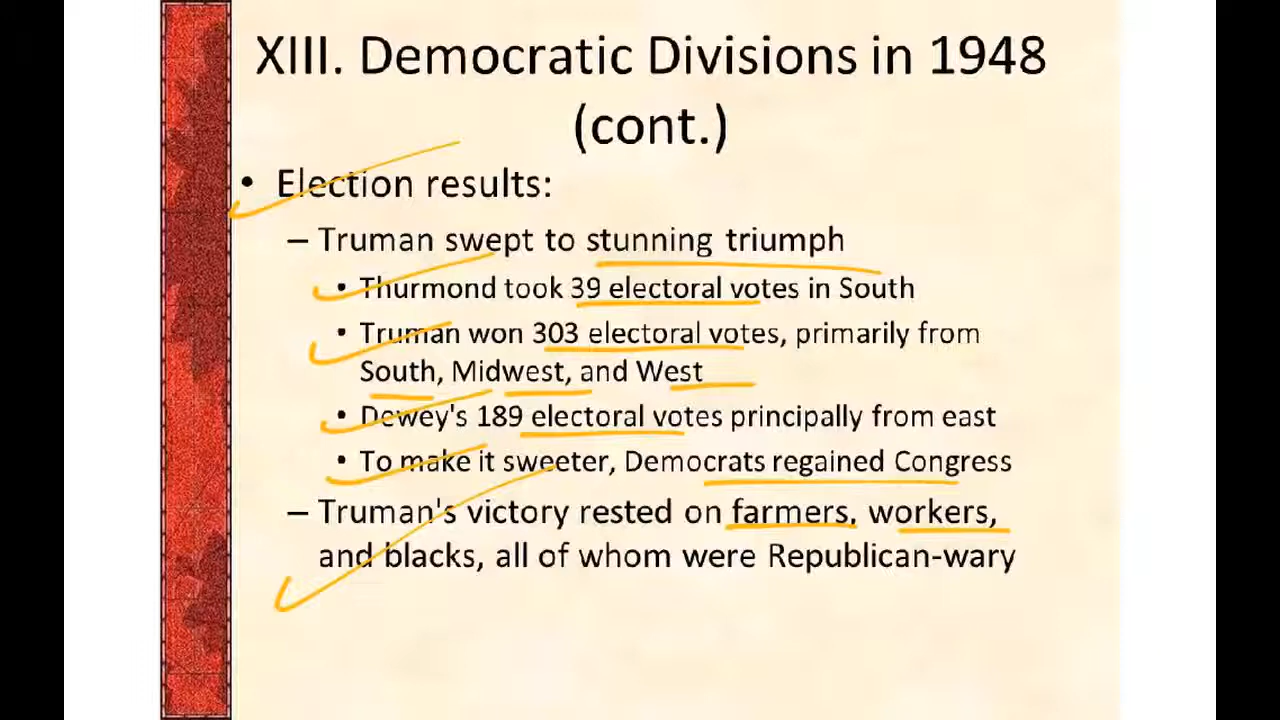 XIII. Democratic Divisions in 1948
(cont.)
• Election results:
– Truman swept to stunning triumph
• Thurmond took 39 electoral votes in South
• Truman won 303 electoral votes, primarily from
South, Midwest, and West
• Dewey's 189 electoral votes principally from east
• To make it sweeter, Democrats regained Congress
– Truman's victory rested on farmers, workers,
and blacks, all of whom were Republican-wary